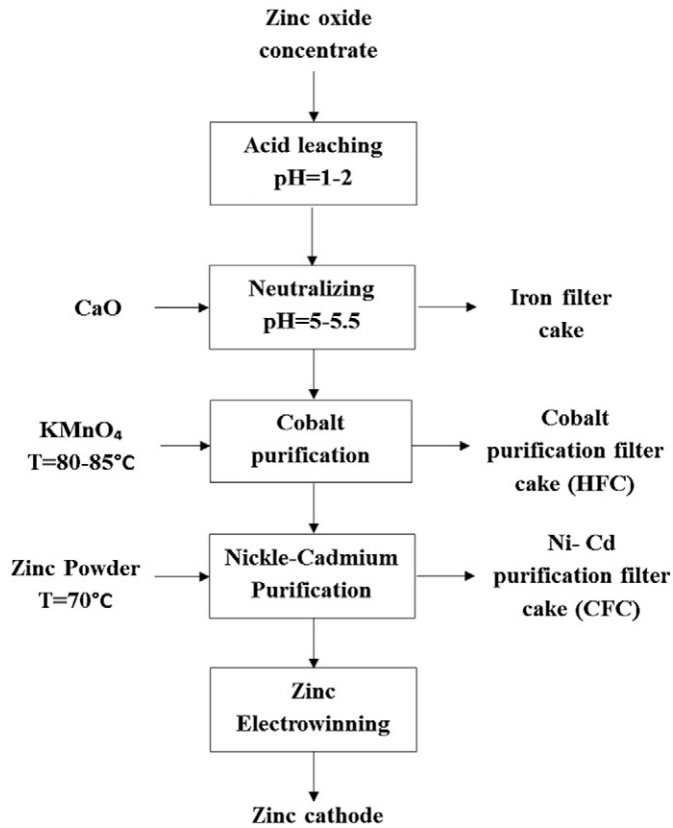 Zinc oxide
concentrate
Acid leaching
pH=1-2
CaO
Neutralizing
pH=5-5.5
Iron filter
cake
KMnO₄
T=80-85°C
Cobalt
purification
Cobalt
purification filter
cake (HFC)
Zinc Powder
T=70°C
Nickle-Cadmium
Purification
Ni- Cd
purification filter
cake (CFC)
Zinc
Electrowinning
Zinc cathode